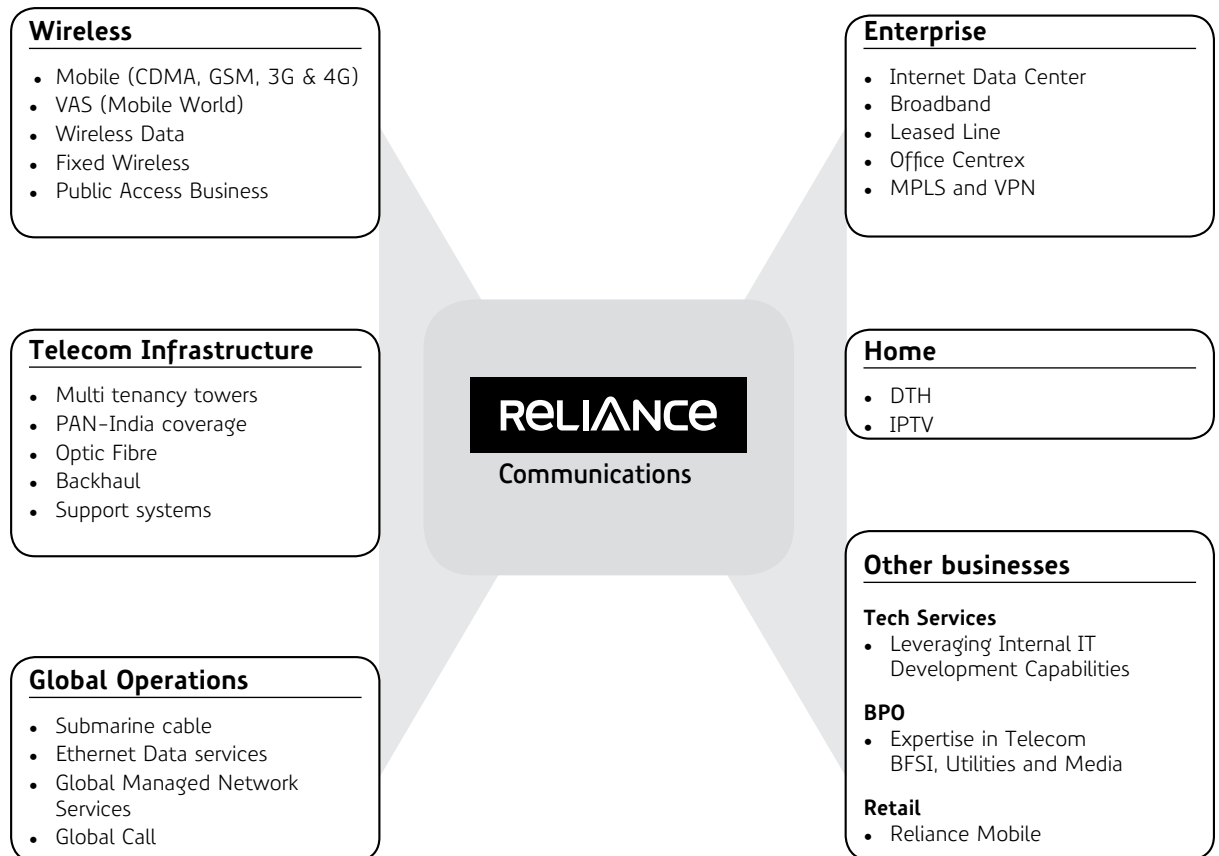 Wireless
• Mobile (CDMA, GSM, 3G & 4G)
• VAS (Mobile World)
• Wireless Data
• Fixed Wireless
• Public Access Business
Telecom Infrastructure
• Multi tenancy towers
• PAN-India coverage
• Optic Fibre
• Backhaul
• Support systems
Global Operations
• Submarine cable
• Ethernet Data services
• Global Managed Network
Services
• Global Call
RELIANCE
Communications
Enterprise
• Internet Data Center
• Broadband
• Leased Line
• Office Centrex
• MPLS and VPN
Home
• DTH
• IPTV
Other businesses
Tech Services
• Leveraging Internal IT
Development Capabilities
BPO
• Expertise in Telecom
BFSI, Utilities and Media
Retail
• Reliance Mobile